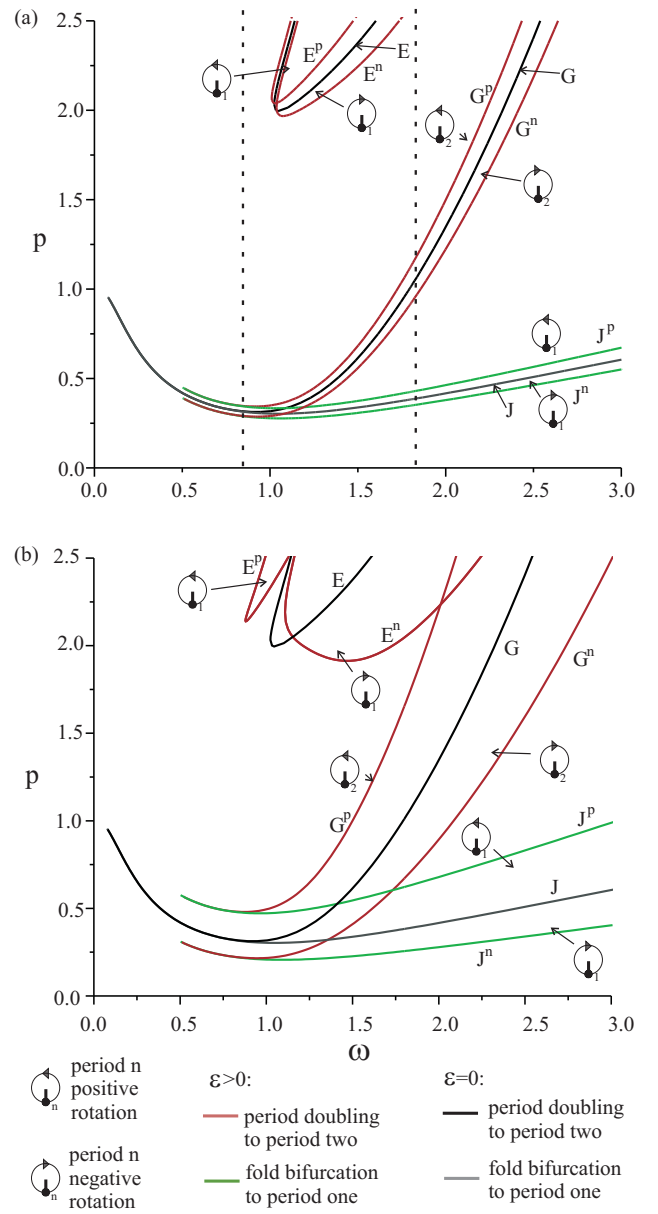 (a)
2.5
2.0
1.5
1.0
0.5
0.0
p
0.0 0.5 1.0 1.5 2.0 2.5 3.0
E^p
E
E^n
1
1
G^p
G
G^n
2
2
J^p
1
J
J^n
1
(b)
2.5
2.0
1.5
1.0
0.5
0.0
p
0.0 0.5 1.0 1.5 2.0 2.5 3.0
ω
E^p
E
E^n
1
1
G
G^n
2
2
G^p
J^p
1
J
J^n
1
n
period n
positive
rotation
n
period n
negative
rotation
ε>0:
period doubling
to period two
fold bifurcation
to period one
ε=0:
period doubling
to period two
fold bifurcation
to period one